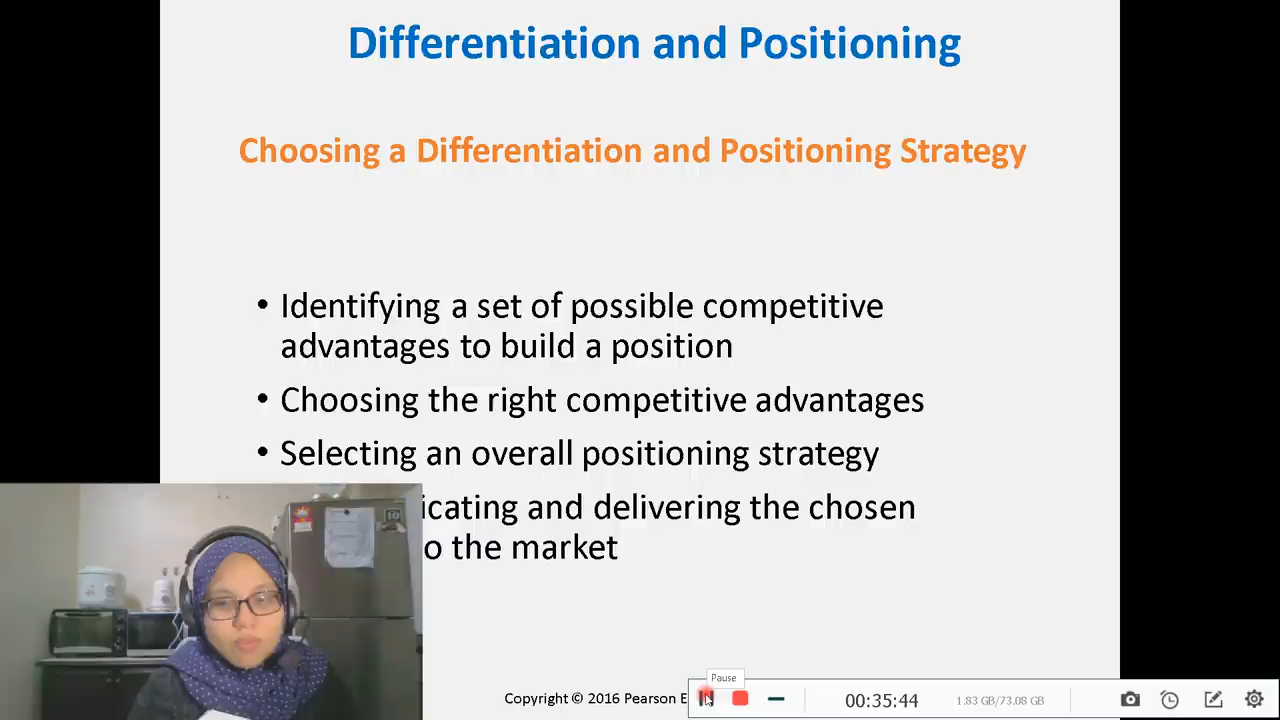 Differentiation and Positioning
Choosing a Differentiation and Positioning Strategy
• Identifying a set of possible competitive
advantages to build a position
• Choosing the right competitive advantages
• Selecting an overall positioning strategy
icating and delivering the chosen
o the market
Pause
Copyright © 2016 Pearson E
00:35:44
1.83 GB/73.08 GB